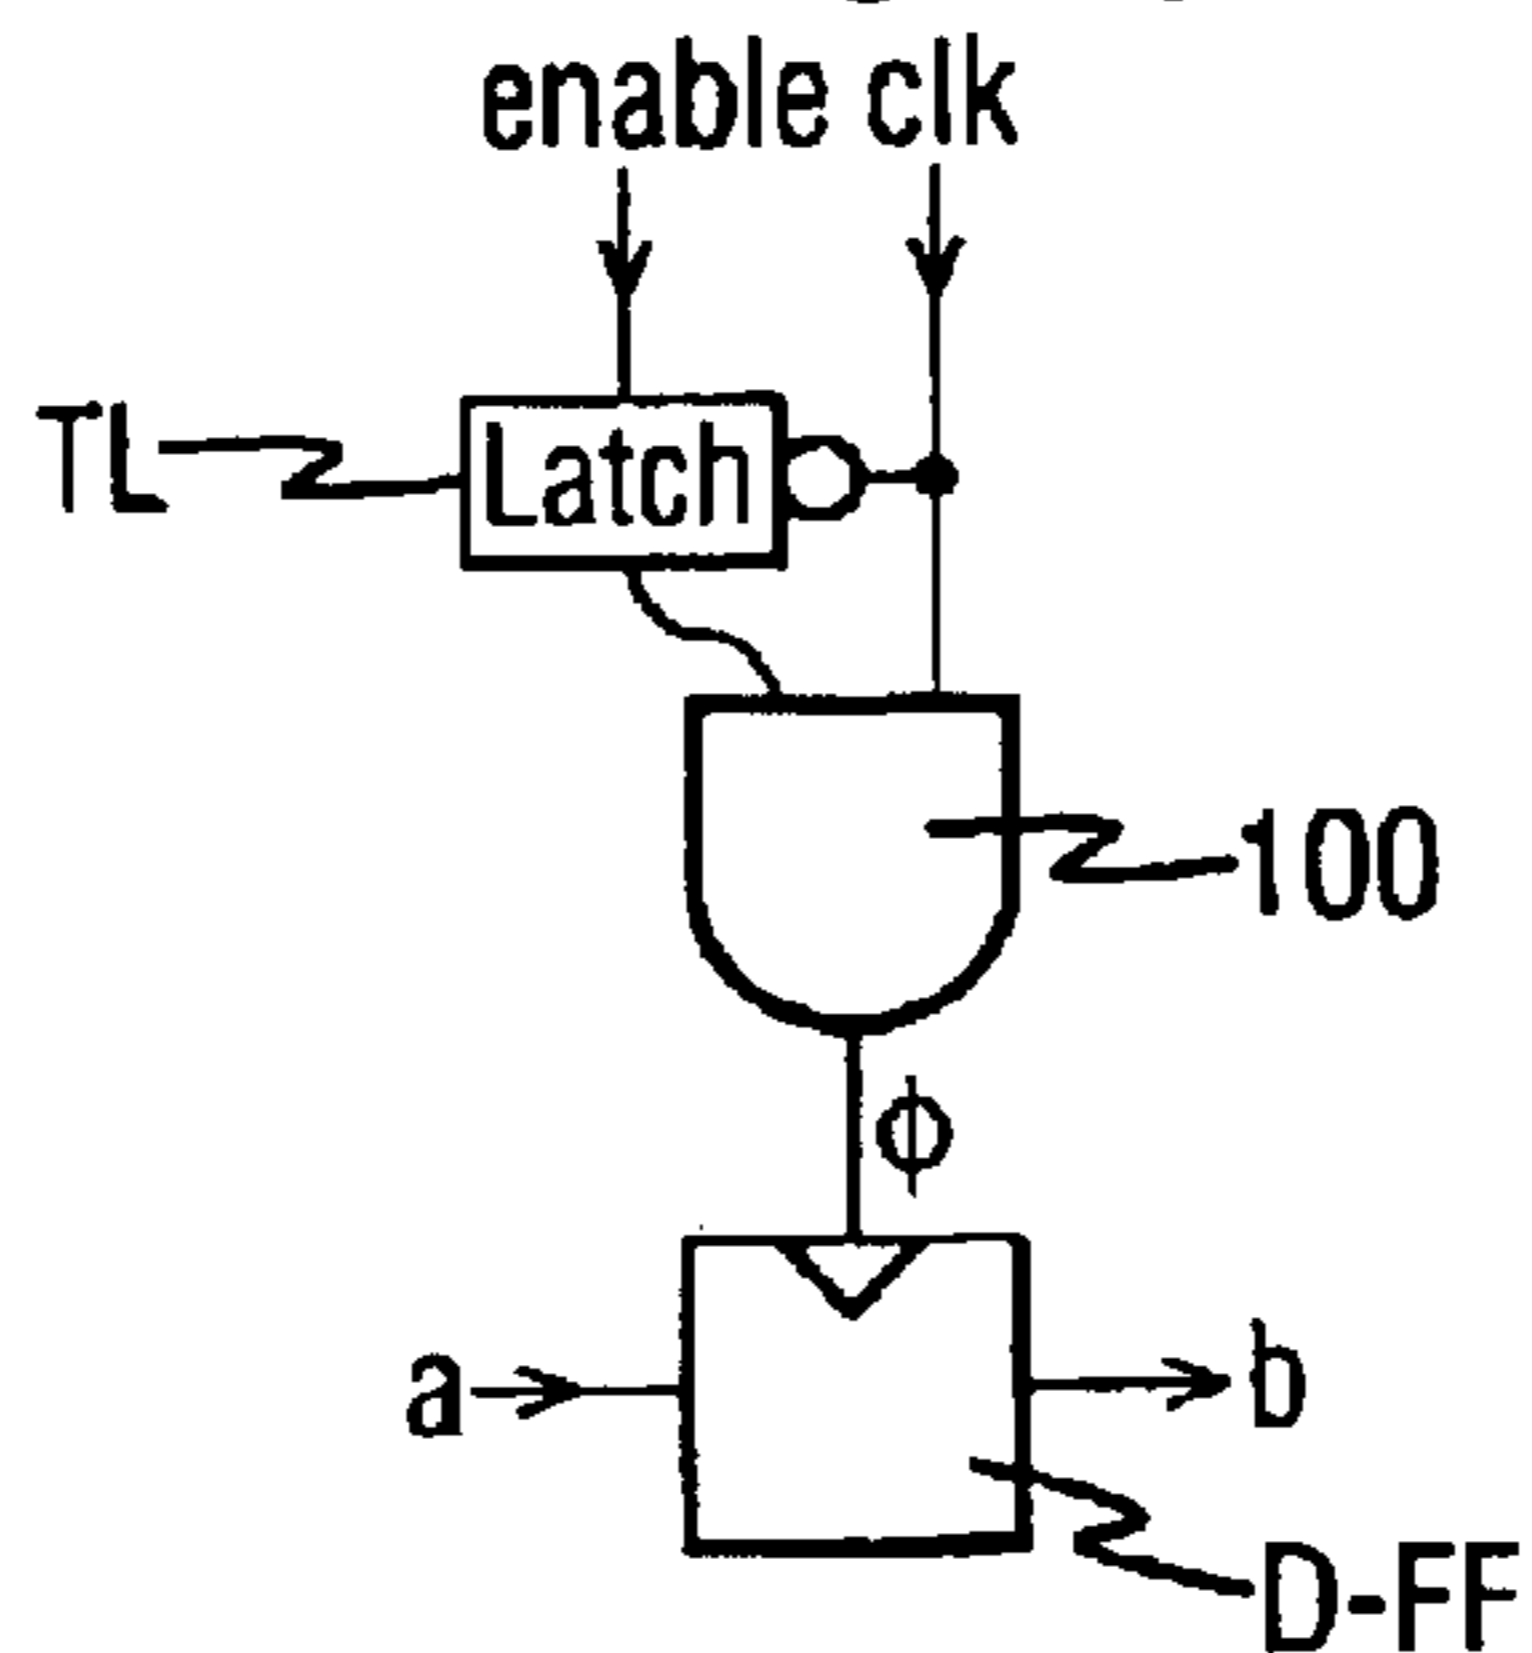 enable clk
TL
Latch
100
ϕ
a
b
D-FF